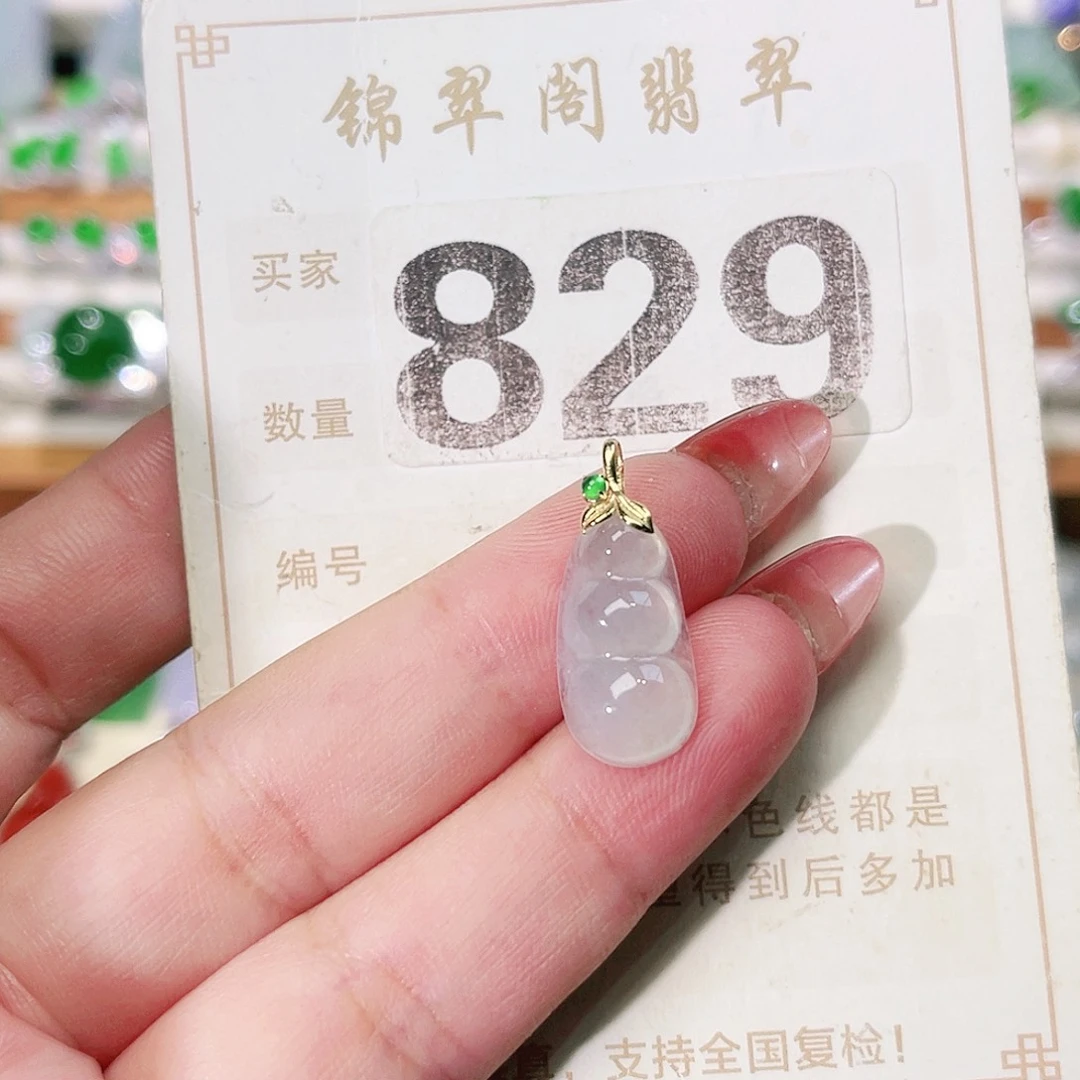 锦翠阁翡翠
买家 829
数量
编号
色线都是
得到后多加
支持全国复检!